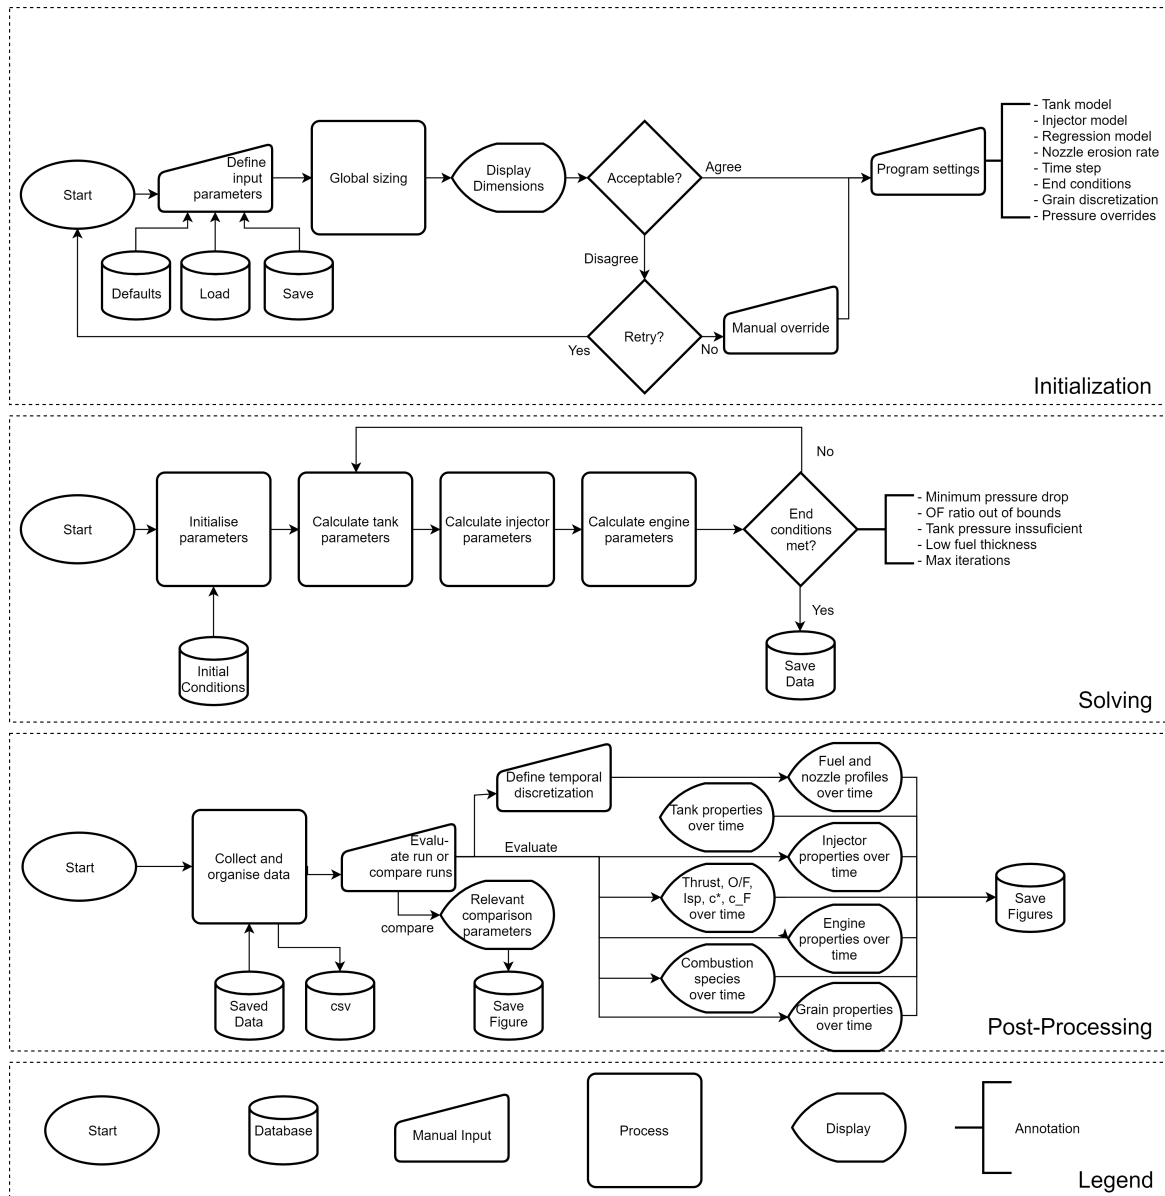 Start
Define
input
parameters
Defaults
Load
Save
Global sizing
Display
Dimensions
Acceptable?
Agree
Disagree
Retry?
Yes
No
Manual override
Program settings
- Tank model
- Injector model
- Regression model
- Nozzle erosion rate
- Time step
- End conditions
- Grain discretization
- Pressure overrides
Initialization
Start
Initialise
parameters
Initial
Conditions
Calculate tank
parameters
Calculate injector
parameters
Calculate engine
parameters
End
conditions
met?
No
Yes
Save
Data
- Minimum pressure drop
- OF ratio out of bounds
- Tank pressure inssuficient
- Low fuel thickness
- Max iterations
Solving
Start
Collect and
organise data
Saved
Data
csv
Evalu-
ate run or
compare runs
compare
Relevant
comparison
parameters
Save
Figure
Evaluate
Define temporal
discretization
Fuel and
nozzle profiles
over time
Tank properties
over time
Injector
properties over
time
Thrust, O/F,
Isp, c*, c_F
over time
Engine
properties over
time
Combustion
species
over time
Grain properties
over time
Save
Figures
Post-Processing
Start
Database
Manual Input
Process
Display
Annotation
Legend